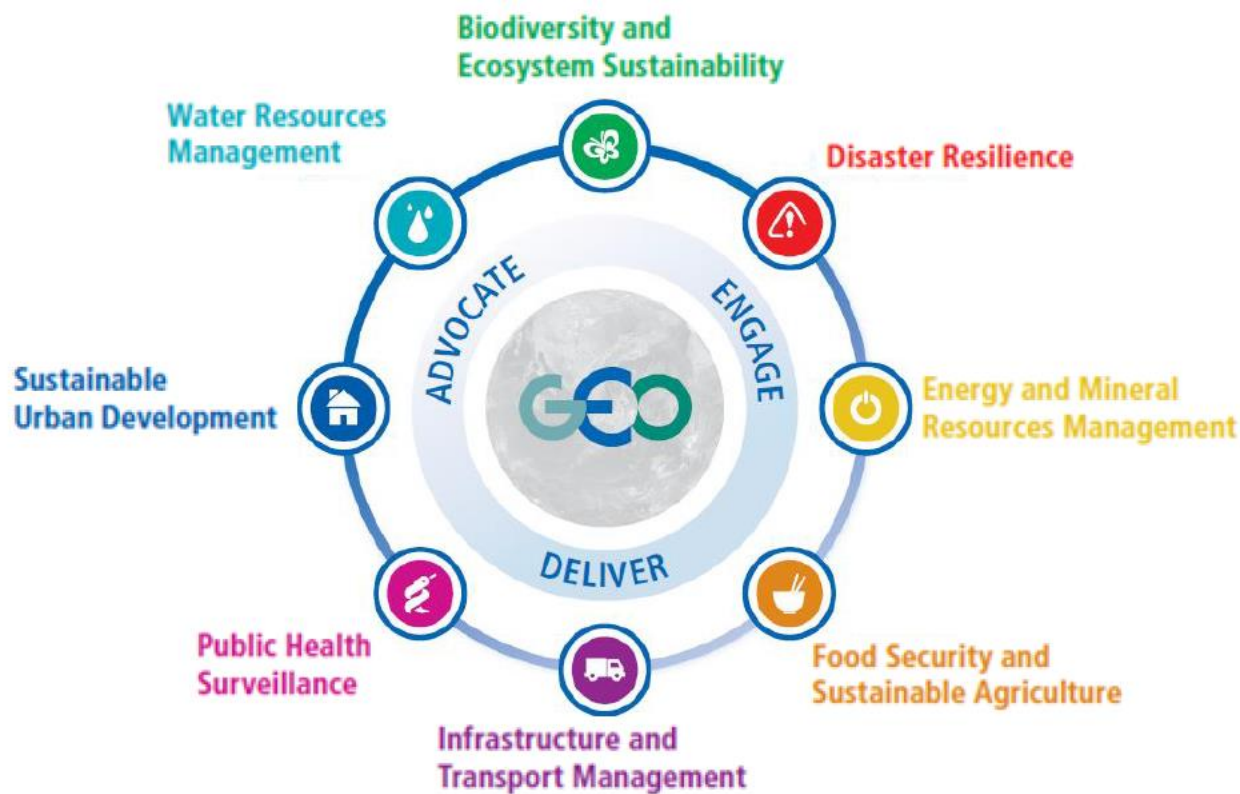 Biodiversity and
Ecosystem Sustainability
Water Resources
Management
Disaster Resilience
ADVOCATE
ENGAGE
GEO
Sustainable
Urban Development
Energy and Mineral
Resources Management
DELIVER
Public Health
Surveillance
Food Security and
Sustainable Agriculture
Infrastructure and
Transport Management